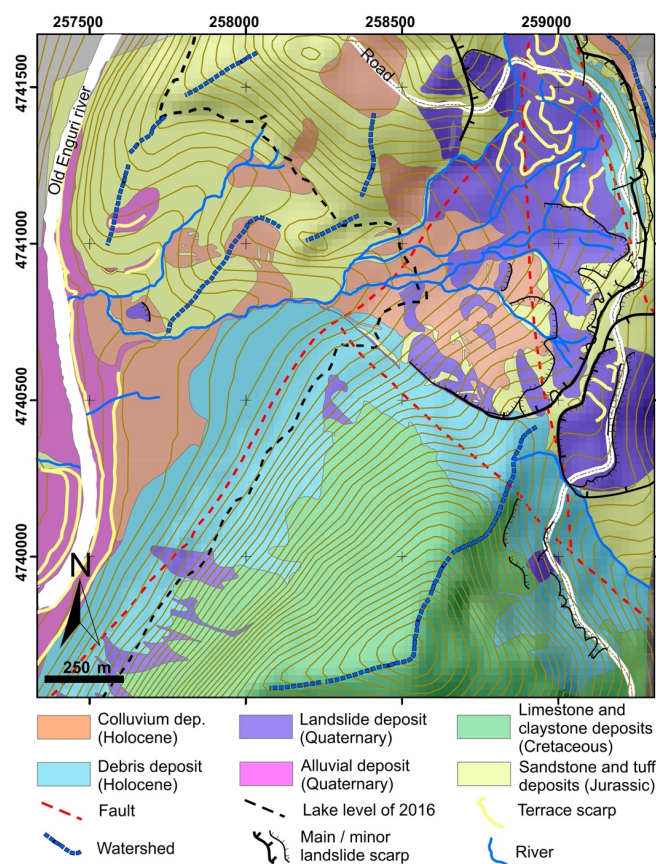 257500 258000 258500 259000
4741500
4741000
4740500
4740000
Road
Old Enguri river
N
250 m
Colluvium dep.
(Holocene)
Landslide deposit
(Quaternary)
Limestone and
claystone deposits
(Cretaceous)
Debris deposit
(Holocene)
Alluvial deposit
(Quaternary)
Sandstone and tuff
deposits (Jurassic)
Fault
Lake level of 2016
Terrace scarp
Watershed
Main / minor
landslide scarp
River